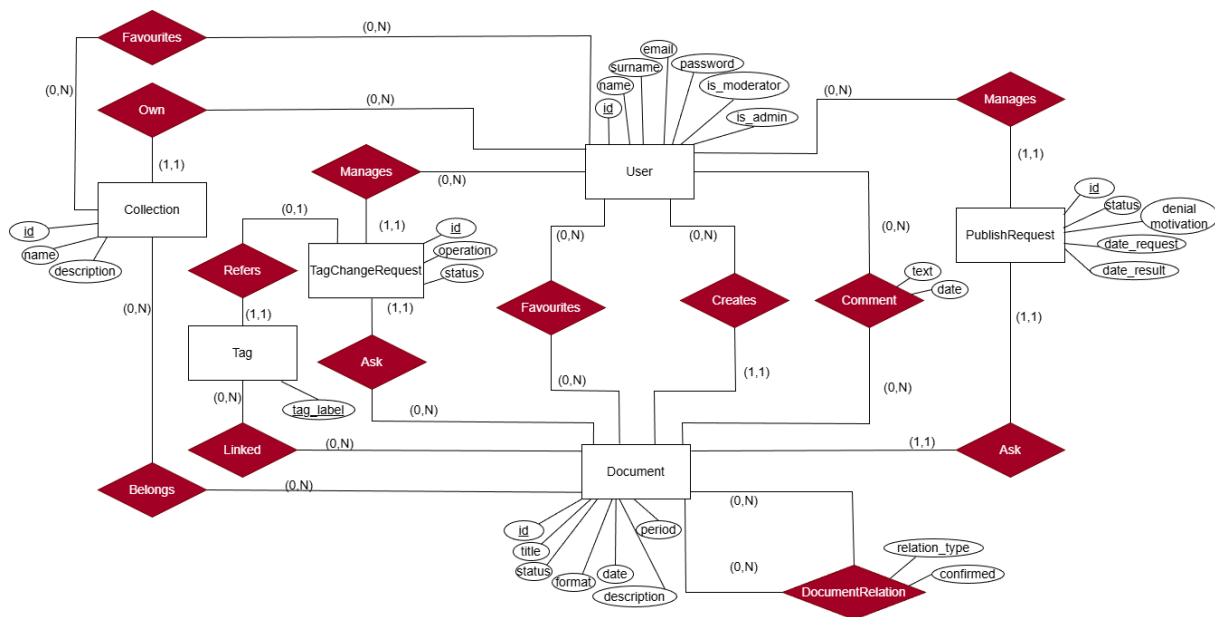 Favourites
(0,N)
email
surname
password
name
is_moderator
id
is_admin
(0,N)
Manages
(0,N)
Own
(0,N)
(0,N)
(1,1)
Manages
(0,N)
User
(1,1)
Collection
id
name
description
(0,1)
(1,1)
id
operation
status
TagChangeRequest
(0,N)
(0,N)
(0,N)
id
status
denial
motivation
date_request
date_result
PublishRequest
Refers
(1,1)
(1,1)
Favourites
Creates
Comment
text
date
(0,N)
(1,1)
Tag
tag_label
Ask
(0,N)
(1,1)
(0,N)
(0,N)
(0,N)
Linked
(0,N)
(1,1)
Ask
Document
Belongs
(0,N)
(0,N)
id
title
status
format
date
description
period
(0,N)
relation_type
confirmed
DocumentRelation